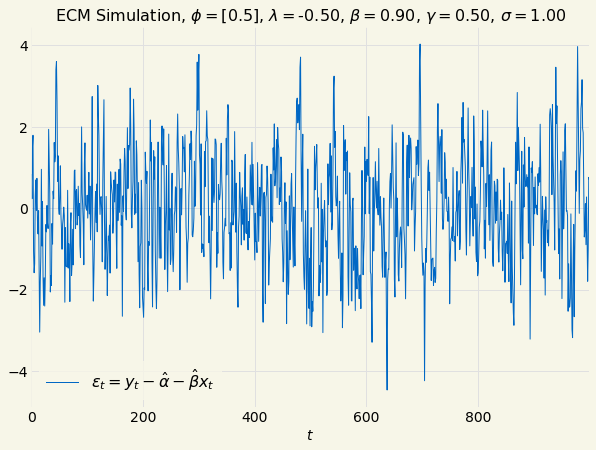 ECM Simulation, ϕ = [0.5], λ = -0.50, β = 0.90, γ = 0.50, σ = 1.00
4
2
0
−2
−4
εₜ = yₜ − α̂ − β̂xₜ
0 200 400 600 800
t